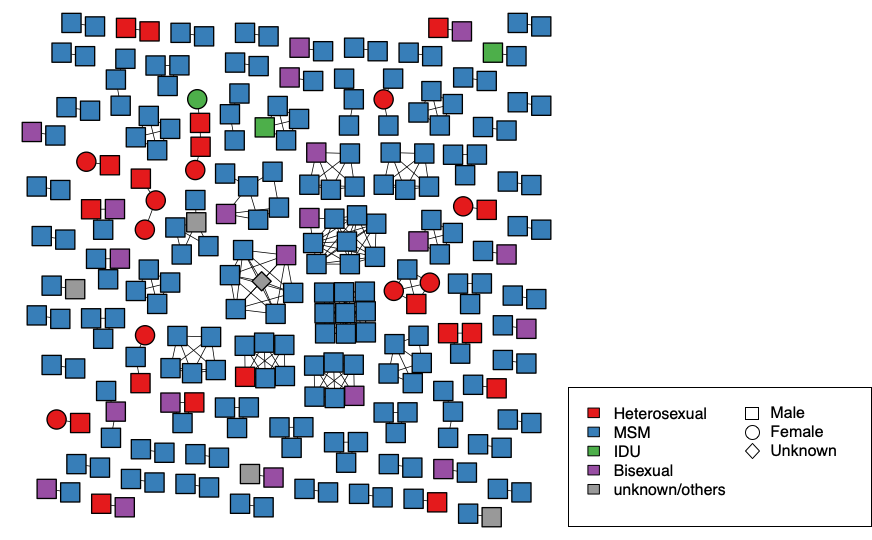 Heterosexual
MSM
IDU
Bisexual
unknown/others
Male
Female
Unknown